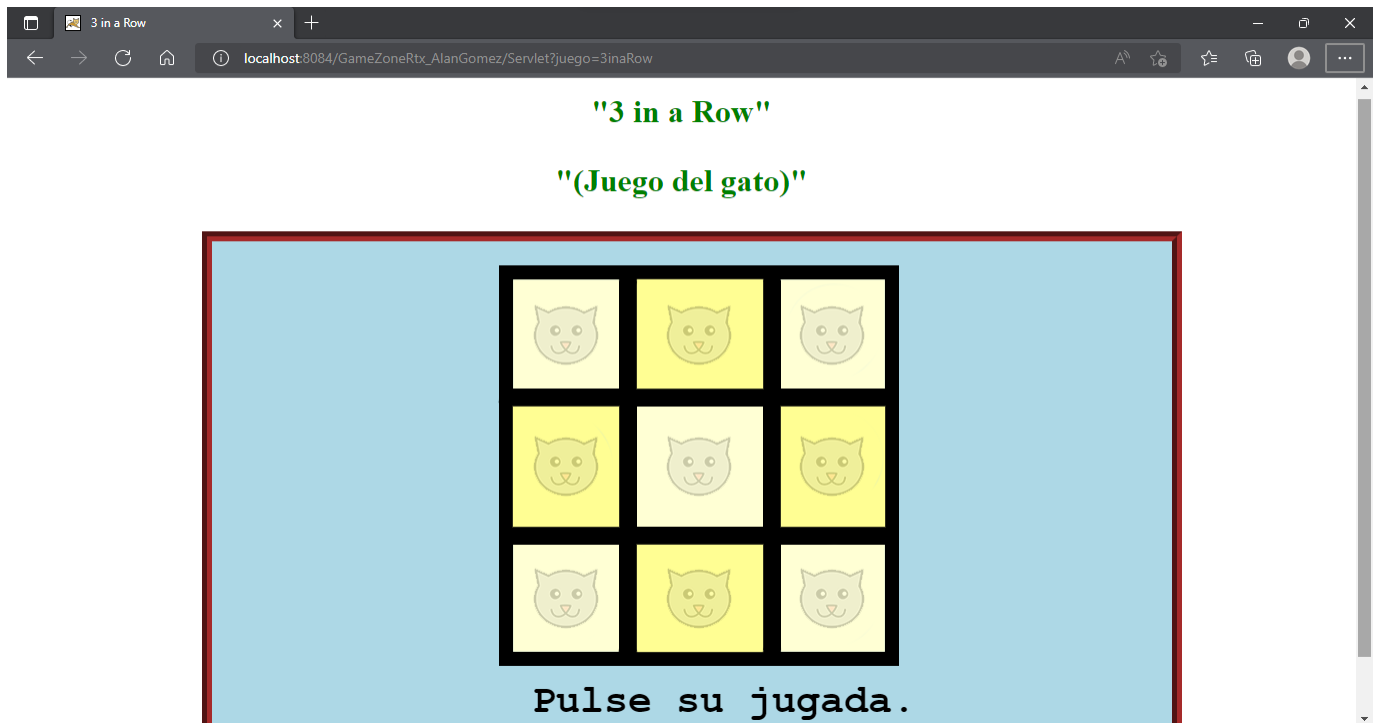 3 in a Row
localhost:8084/GameZoneRtx_AlanGomez/Servlet?juego=3inaRow
"3 in a Row"
"(Juego del gato)"
Pulse su jugada.